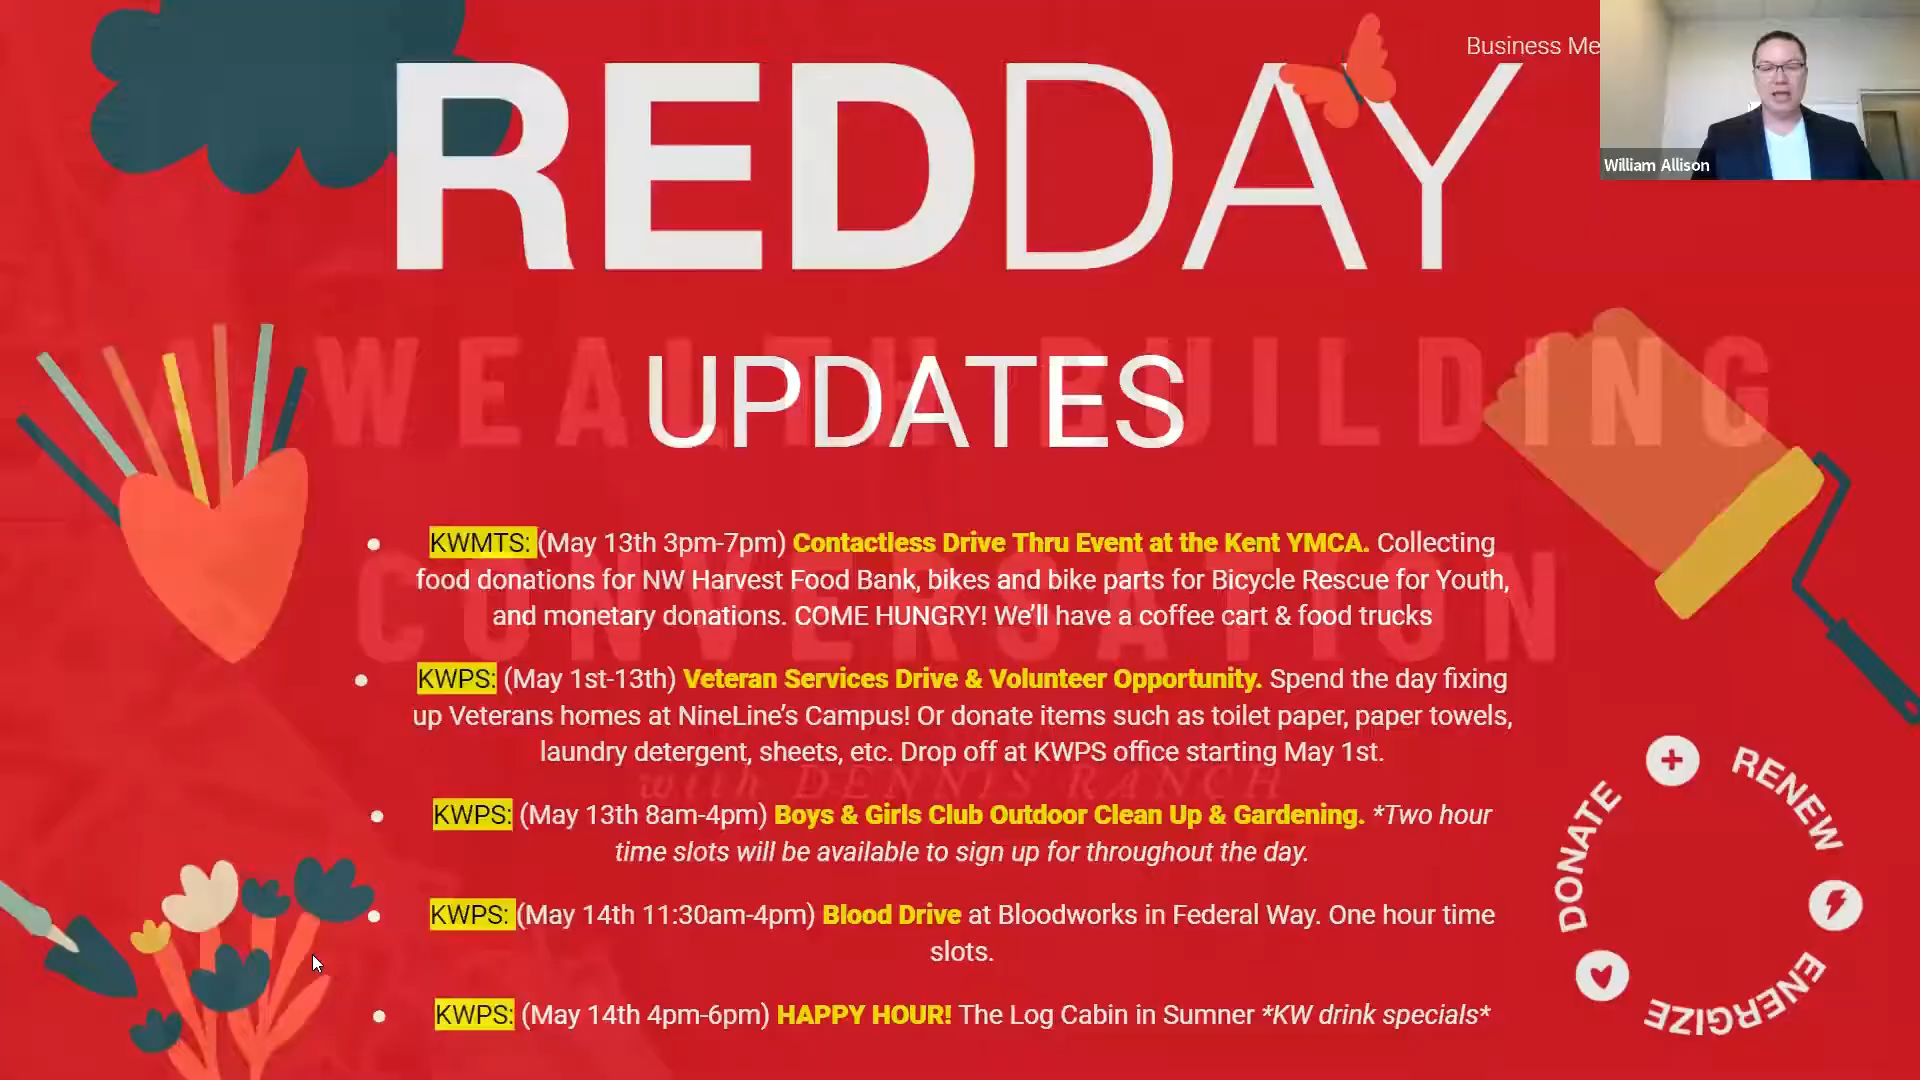 Business Me
REDDAY
William Allison
A WEALTH BUILDING
UPDATES
CONVERSATION
with DENNIS RANCH
• KWMTS: (May 13th 3pm-7pm) Contactless Drive Thru Event at the Kent YMCA. Collecting
food donations for NW Harvest Food Bank, bikes and bike parts for Bicycle Rescue for Youth,
and monetary donations. COME HUNGRY! We’ll have a coffee cart & food trucks
• KWPS: (May 1st-13th) Veteran Services Drive & Volunteer Opportunity. Spend the day fixing
up Veterans homes at NineLine’s Campus! Or donate items such as toilet paper, paper towels,
laundry detergent, sheets, etc. Drop off at KWPS office starting May 1st.
• KWPS: (May 13th 8am-4pm) Boys & Girls Club Outdoor Clean Up & Gardening. *Two hour
time slots will be available to sign up for throughout the day.
• KWPS: (May 14th 11:30am-4pm) Blood Drive at Bloodworks in Federal Way. One hour time
slots.
• KWPS: (May 14th 4pm-6pm) HAPPY HOUR! The Log Cabin in Sumner *KW drink specials*
RENEW
ENERGIZE
DONATE